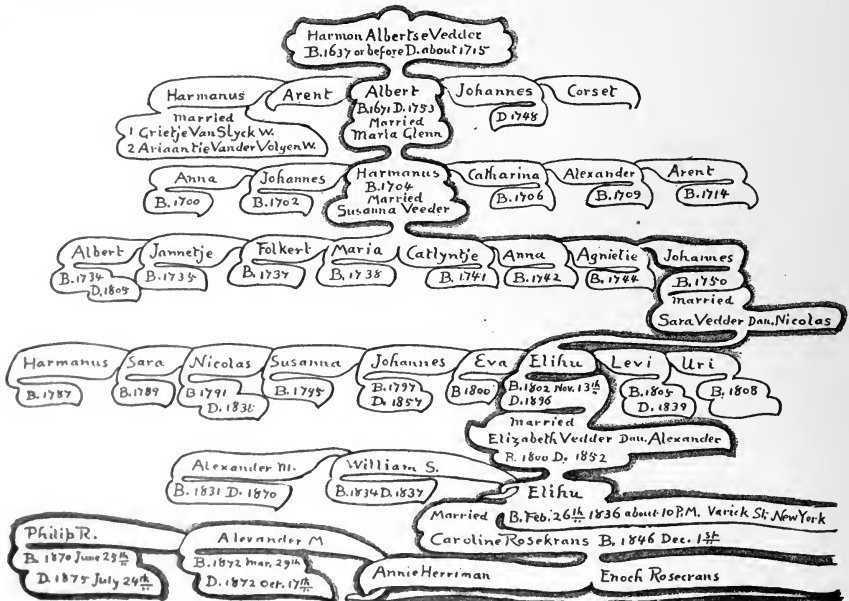 Harmon Albertse Vedder
B.1637 or before D. about 1715
Harmanus
married
1 Grietje Van Slyck W.
2 Ariaantie Vander Volgen W.
Arent
Albert
B.1671 D.1753
Married
Maria Glenn
Johannes
D 1748
Corset
Anna
B.1700
Johannes
B.1702
Harmanus
B.1704
Married
Susanna Veeder
Catharina
B.1706
Alexander
B.1709
Arent
B.1714
Albert
B.1734
D.1805
Jannetje
B.1735
Folkert
B.1737
Maria
B.1738
Catlyntje
B.1741
Anna
B.1742
Agnietie
B.1744
Johannes
B.1750
married
Sara Vedder Dau. Nicolas
Harmanus
B.1787
Sara
B.1789
Nicolas
B.1791
D.1831
Susanna
B.1795
Johannes
B.1797
D.1857
Eva
B 1800
Elihu
B.1802 Nov. 13th
D.1896
married
Elizabeth Vedder Dau. Alexander
B. 1800 D. 1852
Levi
B.1805
D.1839
Uri
B. 1808
Alexander M.
B. 1831 D. 1870
William S.
B.1834 D.1837
Elihu
B. Feb. 26th 1836 about 10 P.M. Varick St. New York
Married
Caroline Rosekrans B. 1846 Dec. 1st
Philip R.
B. 1870 June 25th
D. 1875 July 24th
Alexander M
B. 1872 Mar. 29th
D. 1872 Oct. 17th
Annie Herriman
Enoch Rosecrans